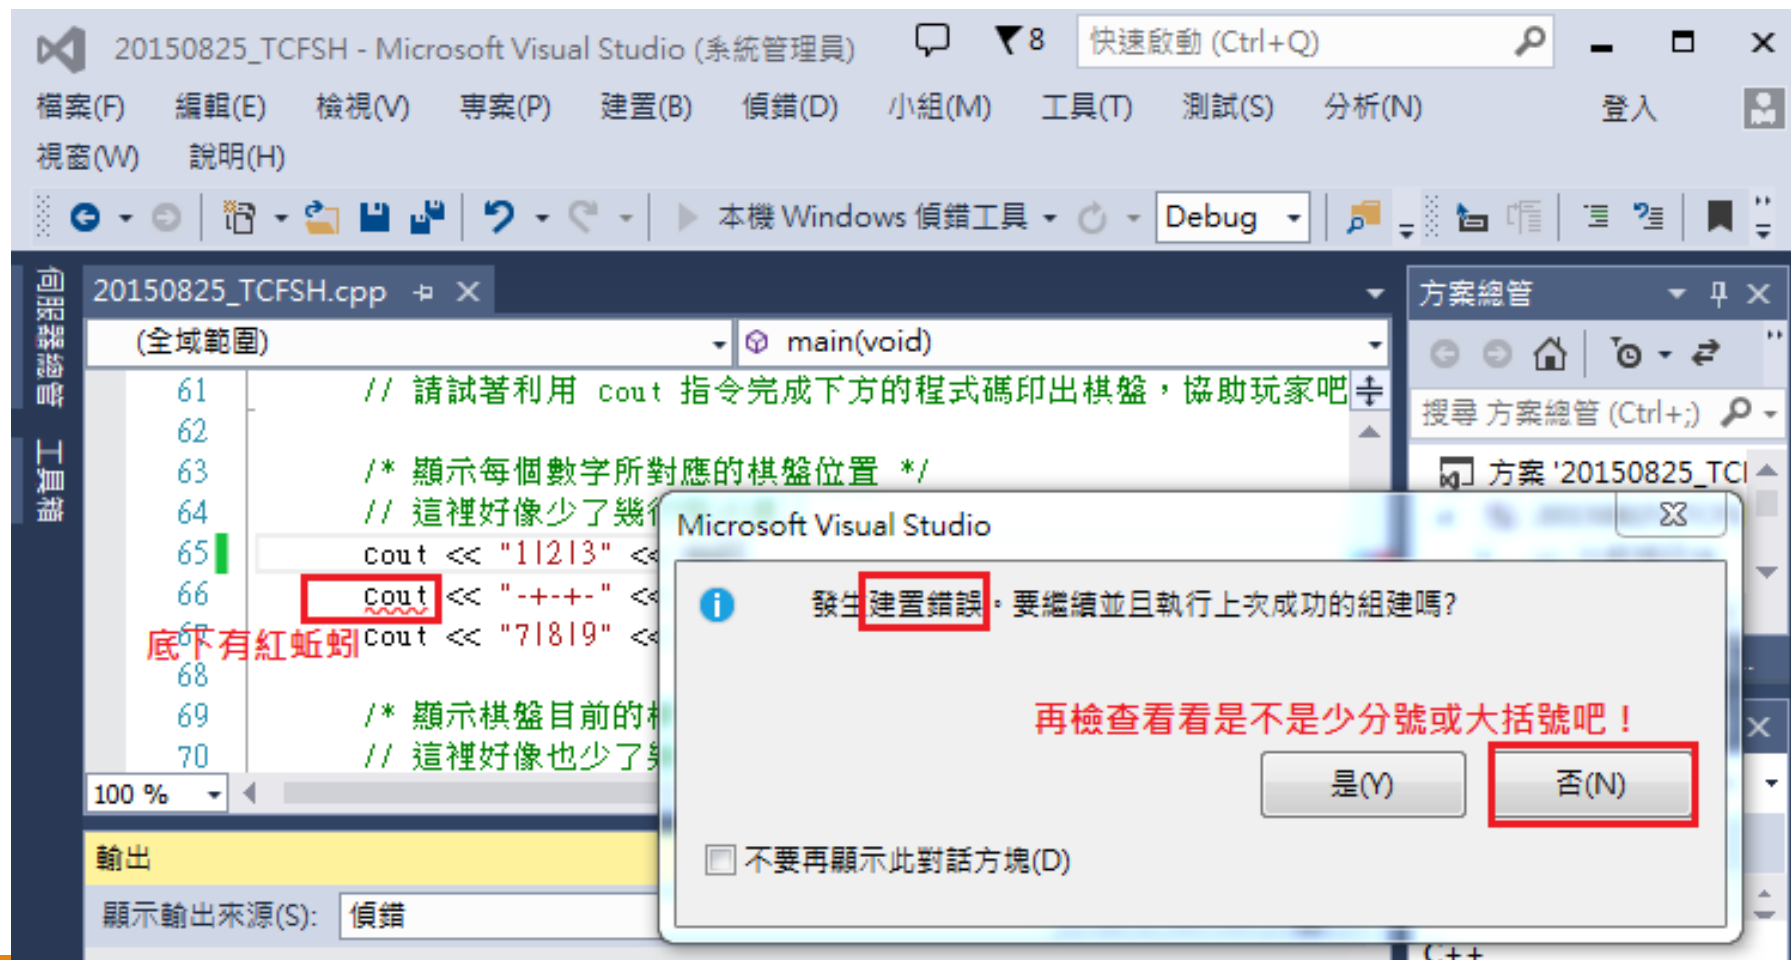 20150825_TCFSH - Microsoft Visual Studio (系統管理員)
8
快速啟動 (Ctrl+Q)
檔案(F) 編輯(E) 檢視(V) 專案(P) 建置(B) 偵錯(D) 小組(M) 工具(T) 測試(S) 分析(N) 登入
視窗(W) 說明(H)
本機 Windows 偵錯工具 Debug
伺服器總管
工具箱
20150825_TCFSH.cpp
(全域範圍) main(void)
61 // 請試著利用 cout 指令完成下方的程式碼印出棋盤，協助玩家吧
62
63 /* 顯示每個數字所對應的棋盤位置 */
64 // 這裡好像少了幾行
65 cout << "1|2|3" <<
66 cout << "-+-+-" <<
67 cout << "7|8|9" <<
底下有紅蚯蚓
68
69 /* 顯示棋盤目前的
70 // 這裡好像也少了
100 %
輸出
顯示輸出來源(S): 偵錯
方案總管
搜尋 方案總管 (Ctrl+;)
方案 '20150825_TC
Microsoft Visual Studio
發生建置錯誤。要繼續並且執行上次成功的組建嗎?
再檢查看看是不是少分號或大括號吧！
是(Y) 否(N)
不要再顯示此對話方塊(D)
C++